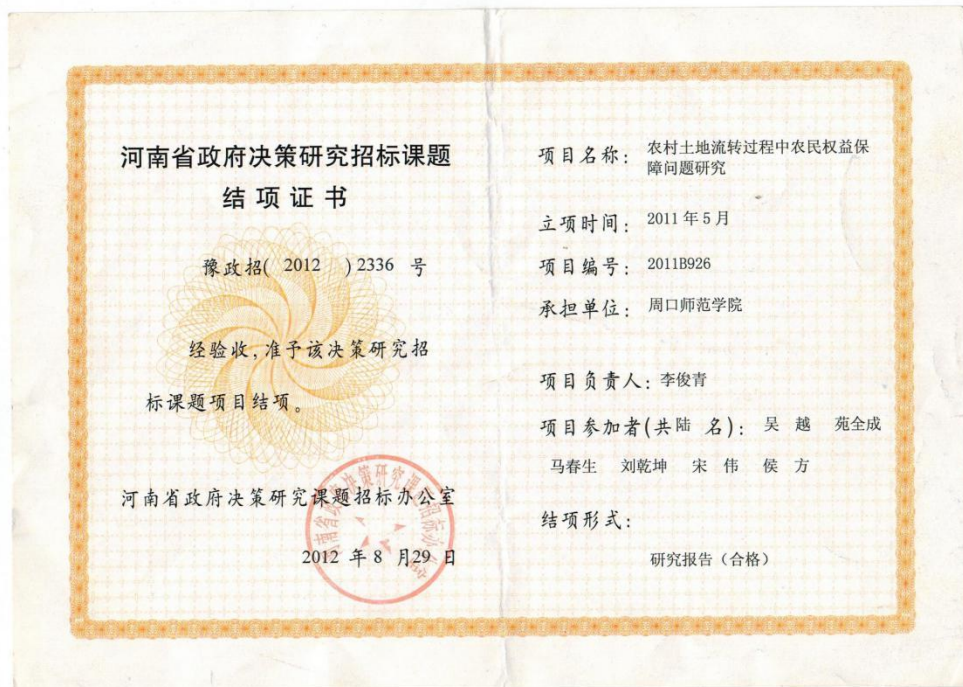 河南省政府决策研究招标课题
结项证书
豫政招( 2012 ) 2336 号
经验收,准予该决策研究招
标课题项目结项。
河南省政府决策研究课题招标办公室
2012 年 8 月29 日
项目名称: 农村土地流转过程中农民权益保
障问题研究
立项时间: 2011 年 5 月
项目编号: 2011B926
承担单位: 周口师范学院
项目负责人: 李俊青
项目参加者(共陆 名): 吴 越 苑全成
马春生 刘乾坤 宋 伟 侯 方
结项形式:
研究报告(合格)